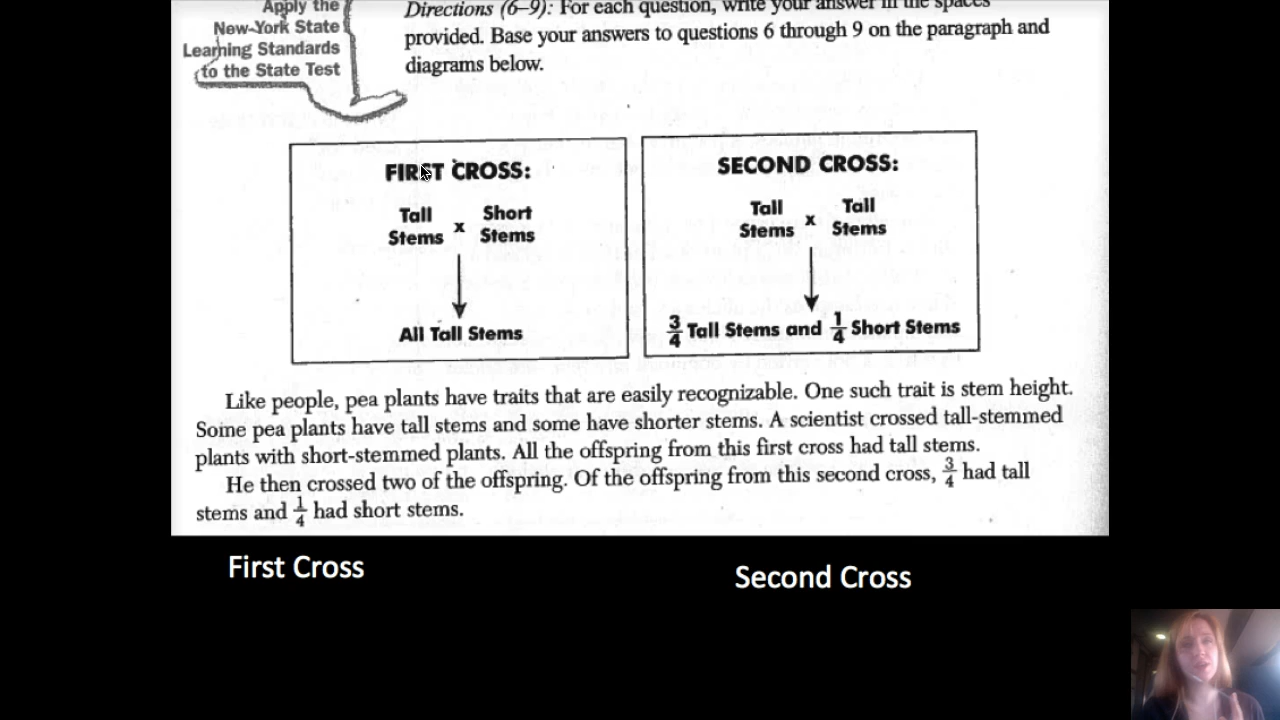 Apply the
New York State
Learning Standards
to the State Test
Directions (6–9): For each question, write your answer in the spaces
provided. Base your answers to questions 6 through 9 on the paragraph and
diagrams below.
FIRST CROSS:
Tall Stems x Short Stems
All Tall Stems
SECOND CROSS:
Tall Stems x Tall Stems
3/4 Tall Stems and 1/4 Short Stems
Like people, pea plants have traits that are easily recognizable. One such trait is stem height.
Some pea plants have tall stems and some have shorter stems. A scientist crossed tall-stemmed
plants with short-stemmed plants. All the offspring from this first cross had tall stems.
He then crossed two of the offspring. Of the offspring from this second cross, 3/4 had tall
stems and 1/4 had short stems.
First Cross
Second Cross